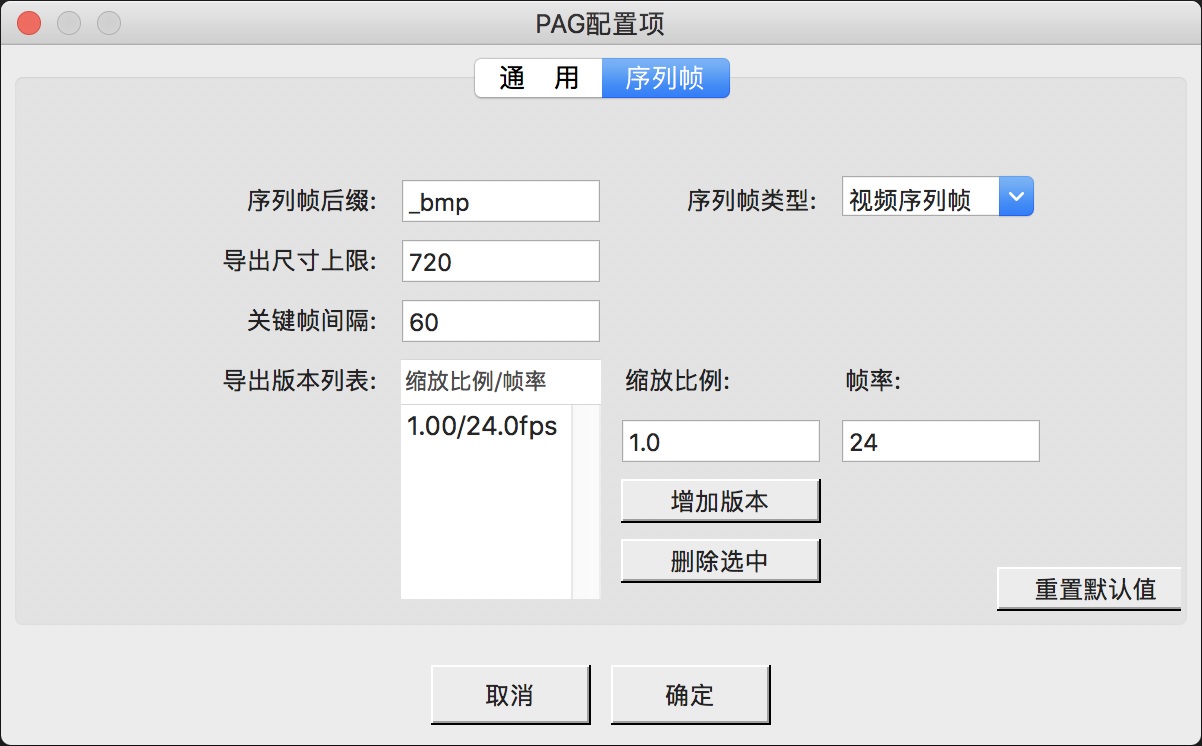 PAG配置项
通 用
序列帧
序列帧后缀:
_bmp
序列帧类型:
视频序列帧
导出尺寸上限:
720
关键帧间隔:
60
导出版本列表:
缩放比例/帧率
缩放比例:
帧率:
1.00/24.0fps
1.0
24
增加版本
删除选中
重置默认值
取消
确定